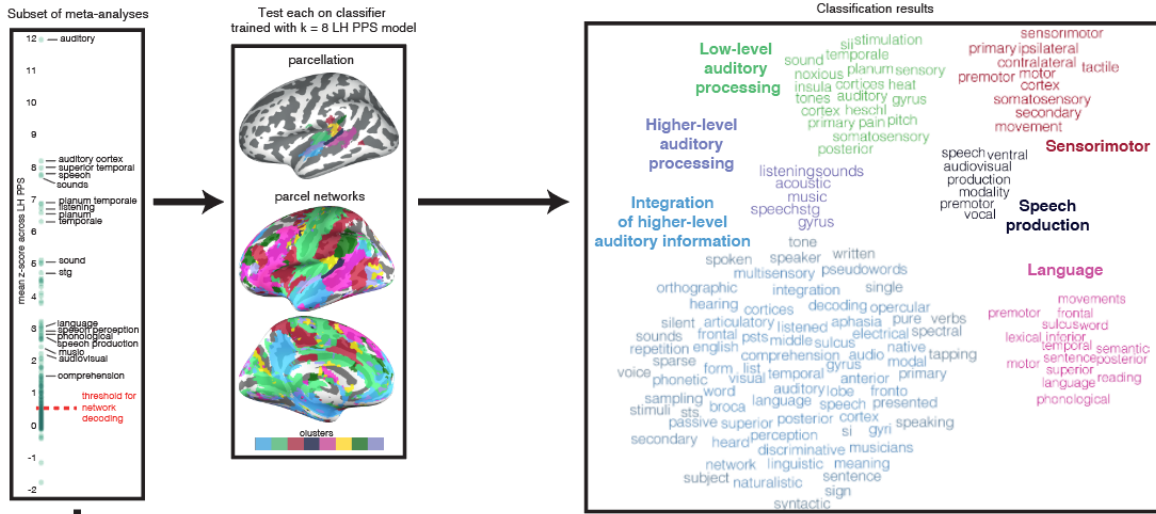 Subset of meta-analyses
12
auditory
11
10
9
8
auditory cortex
superior temporal
speech
sounds
7
planum temporale
listening
planum
temporale
6
5
sound
stg
4
3
language
speech perception
phonological
speech production
2
music
audiovisual
comprehension
1
0
-1
-2
mean z-score across LH PPS
threshold for
network
decoding
Test each on classifier
trained with k = 8 LH PPS model
parcellation
parcel networks
clusters
Classification results
Low-level
auditory
processing
sii stimulation
temporale
sound
planum sensory
noxious
insula cortices heat
tones auditory gyrus
cortex heschl
primary pain pitch
somatosensory
posterior
sensorimotor
primary ipsilateral
contralateral
tactile
premotor motor
cortex
somatosensory
secondary
movement
Sensorimotor
Higher-level
auditory
processing
listening sounds
acoustic
music
speech stg
gyrus
speech ventral
audiovisual
production
modality
premotor
vocal
Speech
production
Integration
of higher-level
auditory information
tone
spoken speaker written
multisensory pseudowords
orthographic integration single
hearing cortices decoding opercular
silent articulatory listened aphasia pure verbs
sounds frontal psts middle sulcus electrical spectral
repetition english comprehension audio native tapping
sparse form list gyrus modal
voice phonetic visual temporal anterior primary
sampling word auditory lobe fronto
stimuli sts broca language speech presented
passive superior posterior cortex speaking
secondary heard perception si gyri
discriminative musicians
network linguistic meaning
subject naturalistic sentence
sign
syntactic
Language
movements
premotor frontal
sulcus word
lexical inferior
temporal semantic
motor sentence posterior
superior
language reading
phonological